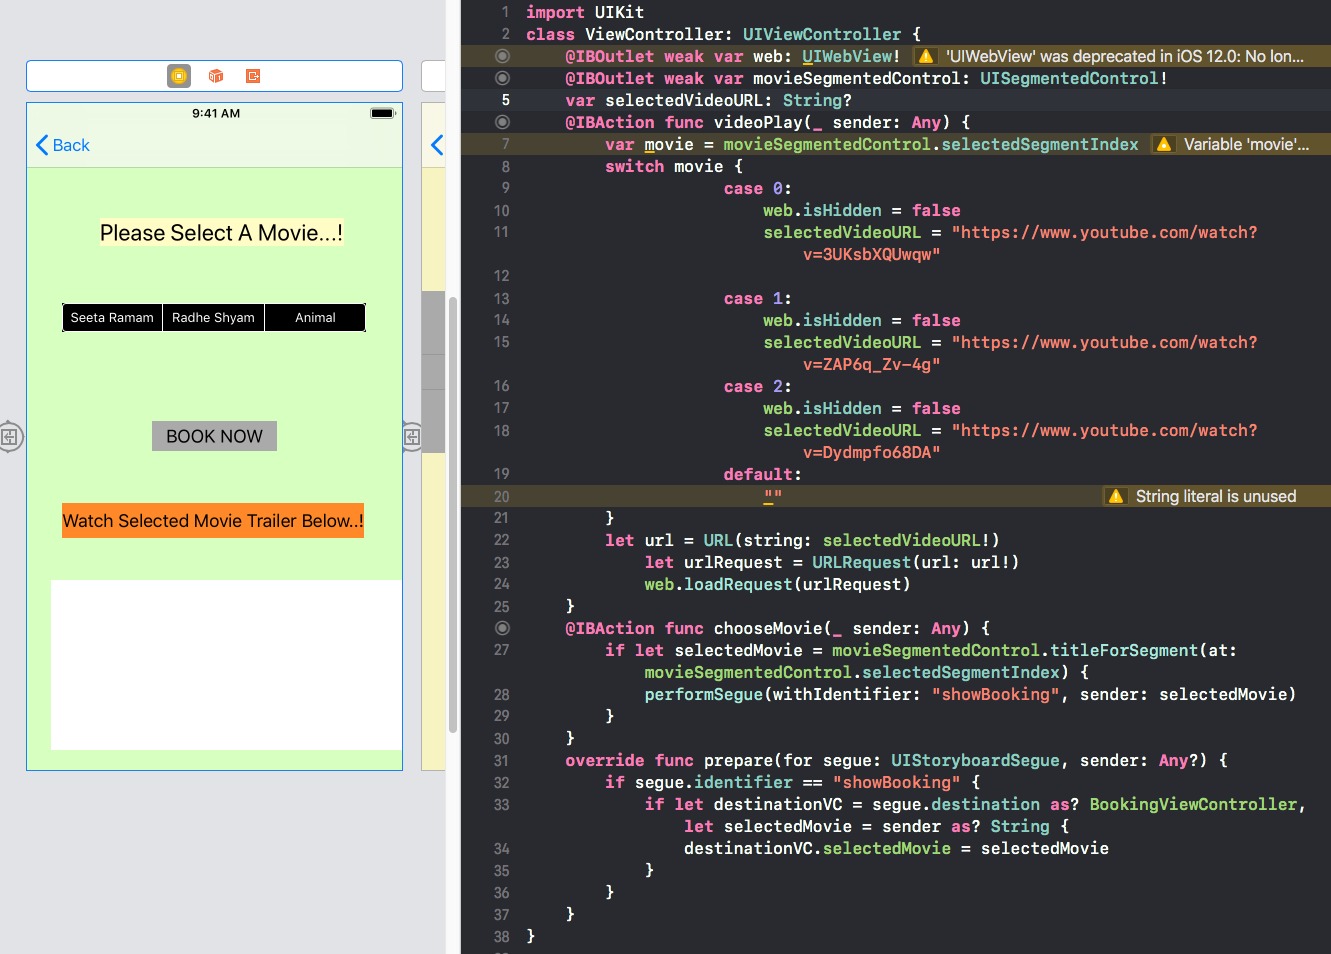 9:41 AM
Back
Please Select A Movie...!
Seeta Ramam
Radhe Shyam
Animal
BOOK NOW
Watch Selected Movie Trailer Below..!
1 import UIKit
2 class ViewController: UIViewController {
@IBOutlet weak var web: UIWebView! 'UIWebView' was deprecated in iOS 12.0: No lon...
@IBOutlet weak var movieSegmentedControl: UISegmentedControl!
5 var selectedVideoURL: String?
@IBAction func videoPlay(_ sender: Any) {
7 var movie = movieSegmentedControl.selectedSegmentIndex Variable 'movie'...
8 switch movie {
9 case 0:
10 web.isHidden = false
11 selectedVideoURL = "https://www.youtube.com/watch?
v=3UKsbXQUwqw"
12
13 case 1:
14 web.isHidden = false
15 selectedVideoURL = "https://www.youtube.com/watch?
v=ZAP6q_Zv-4g"
16 case 2:
17 web.isHidden = false
18 selectedVideoURL = "https://www.youtube.com/watch?
v=Dydmpfo68DA"
19 default:
20 "" String literal is unused
21 }
22 let url = URL(string: selectedVideoURL!)
23 let urlRequest = URLRequest(url: url!)
24 web.loadRequest(urlRequest)
25 }
@IBAction func chooseMovie(_ sender: Any) {
27 if let selectedMovie = movieSegmentedControl.titleForSegment(at:
movieSegmentedControl.selectedSegmentIndex) {
28 performSegue(withIdentifier: "showBooking", sender: selectedMovie)
29 }
30 }
31 override func prepare(for segue: UIStoryboardSegue, sender: Any?) {
32 if segue.identifier == "showBooking" {
33 if let destinationVC = segue.destination as? BookingViewController,
let selectedMovie = sender as? String {
34 destinationVC.selectedMovie = selectedMovie
35 }
36 }
37 }
38 }